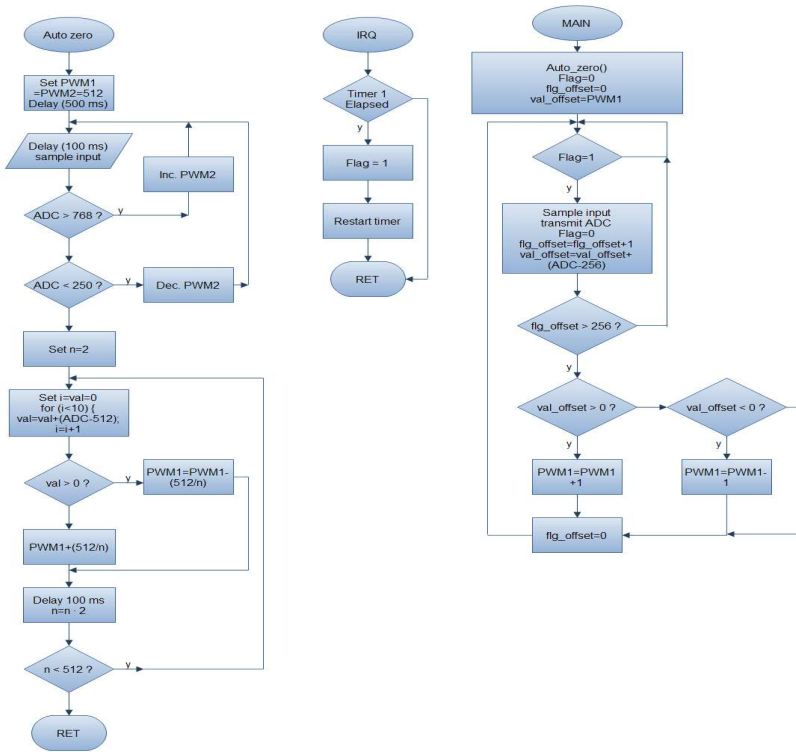 Auto zero
Set PWM1
=PWM2=512
Delay (500 ms)
Delay (100 ms)
sample input
Inc. PWM2
ADC > 768 ?
y
ADC < 250 ?
y
Dec. PWM2
Set n=2
Set i=val=0
for (i<10) {
val=val+(ADC-512);
i=i+1
val > 0 ?
y
PWM1=PWM1-
(512/n)
PWM1+(512/n)
Delay 100 ms
n=n · 2
n < 512 ?
y
RET
IRQ
Timer 1
Elapsed
y
Flag = 1
Restart timer
RET
MAIN
Auto_zero()
Flag=0
flg_offset=0
val_offset=PWM1
Flag=1
y
Sample input
transmit ADC
Flag=0
flg_offset=flg_offset+1
val_offset=val_offset+
(ADC-256)
flg_offset > 256 ?
y
val_offset > 0 ?
val_offset < 0 ?
y
y
PWM1=PWM1
+1
PWM1=PWM1-
1
flg_offset=0